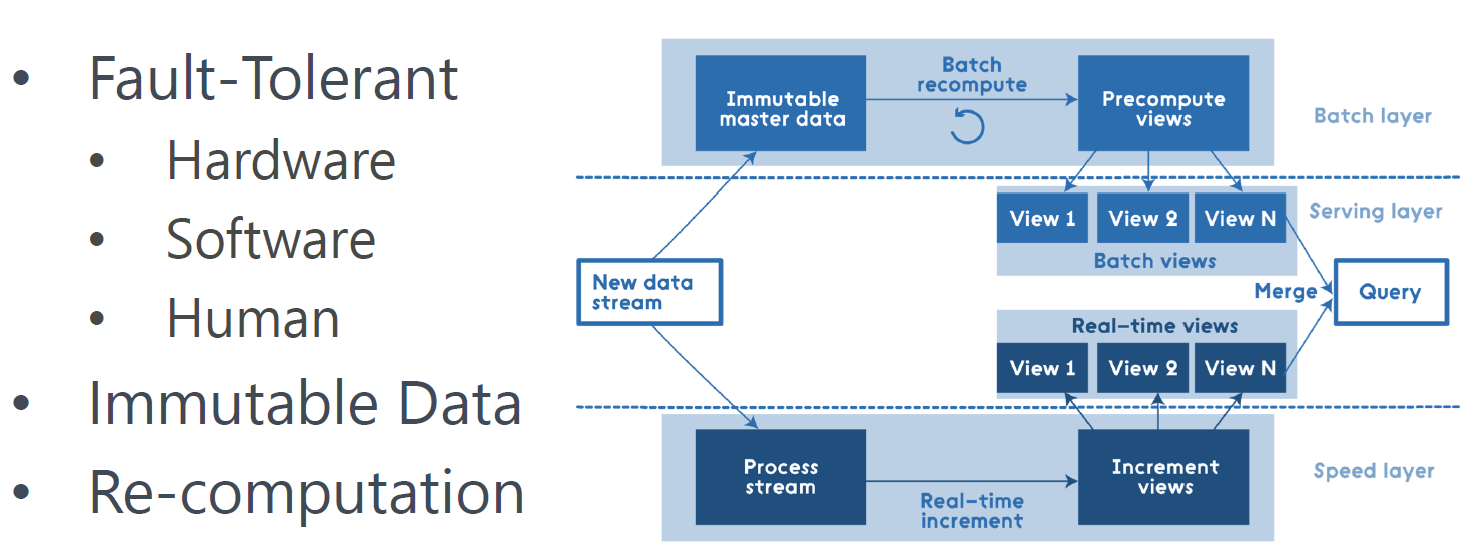 • Fault-Tolerant
• Hardware
• Software
• Human
• Immutable Data
• Re-computation
Immutable
master data
Batch
recompute
Precompute
views
Batch layer
View 1
View 2
View N
Batch views
Serving layer
New data
stream
Merge
Query
Real-time views
View 1
View 2
View N
Process
stream
Real-time
increment
Increment
views
Speed layer